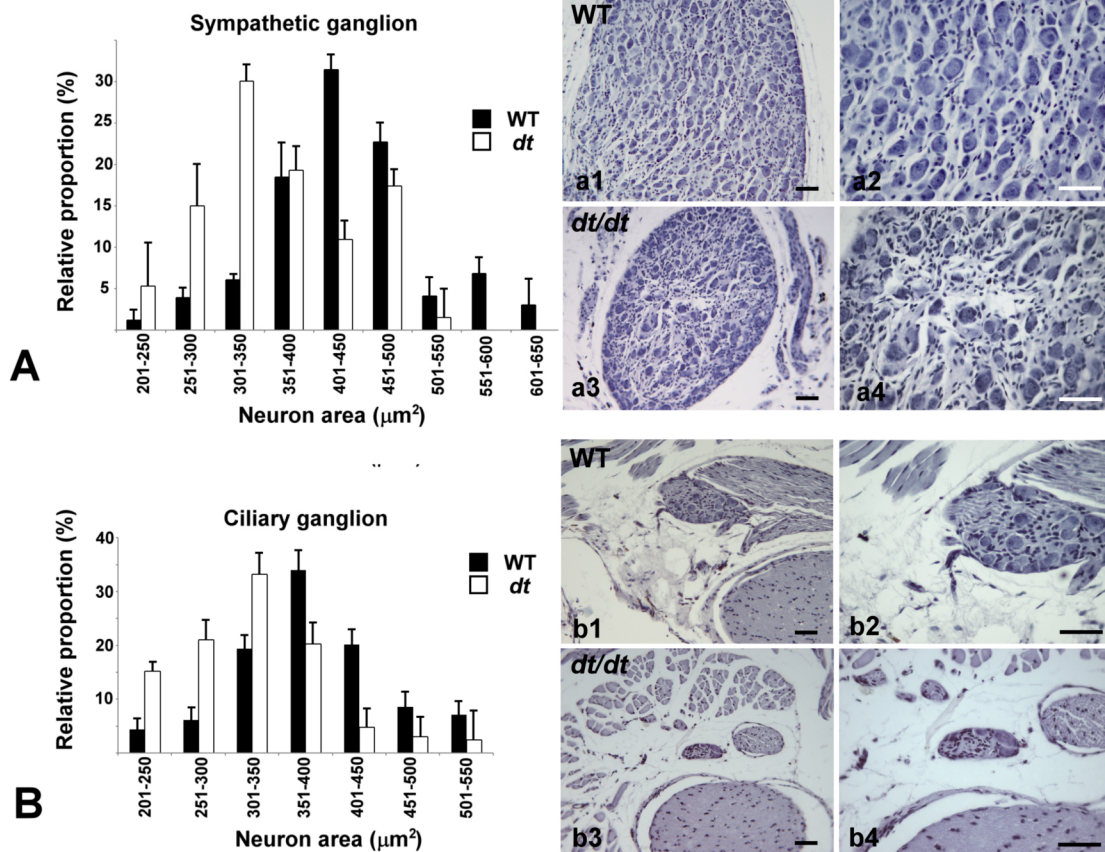 Sympathetic ganglion
Relative proportion (%)
30
25
20
15
10
5
WT
dt
201-250
251-300
301-350
351-400
401-450
451-500
501-550
551-600
601-650
Neuron area (μm²)
A
WT
a1
a2
dt/dt
a3
a4
Ciliary ganglion
Relative proportion (%)
40
30
20
10
WT
dt
201-250
251-300
301-350
351-400
401-450
451-500
501-550
Neuron area (μm²)
B
WT
b1
b2
dt/dt
b3
b4